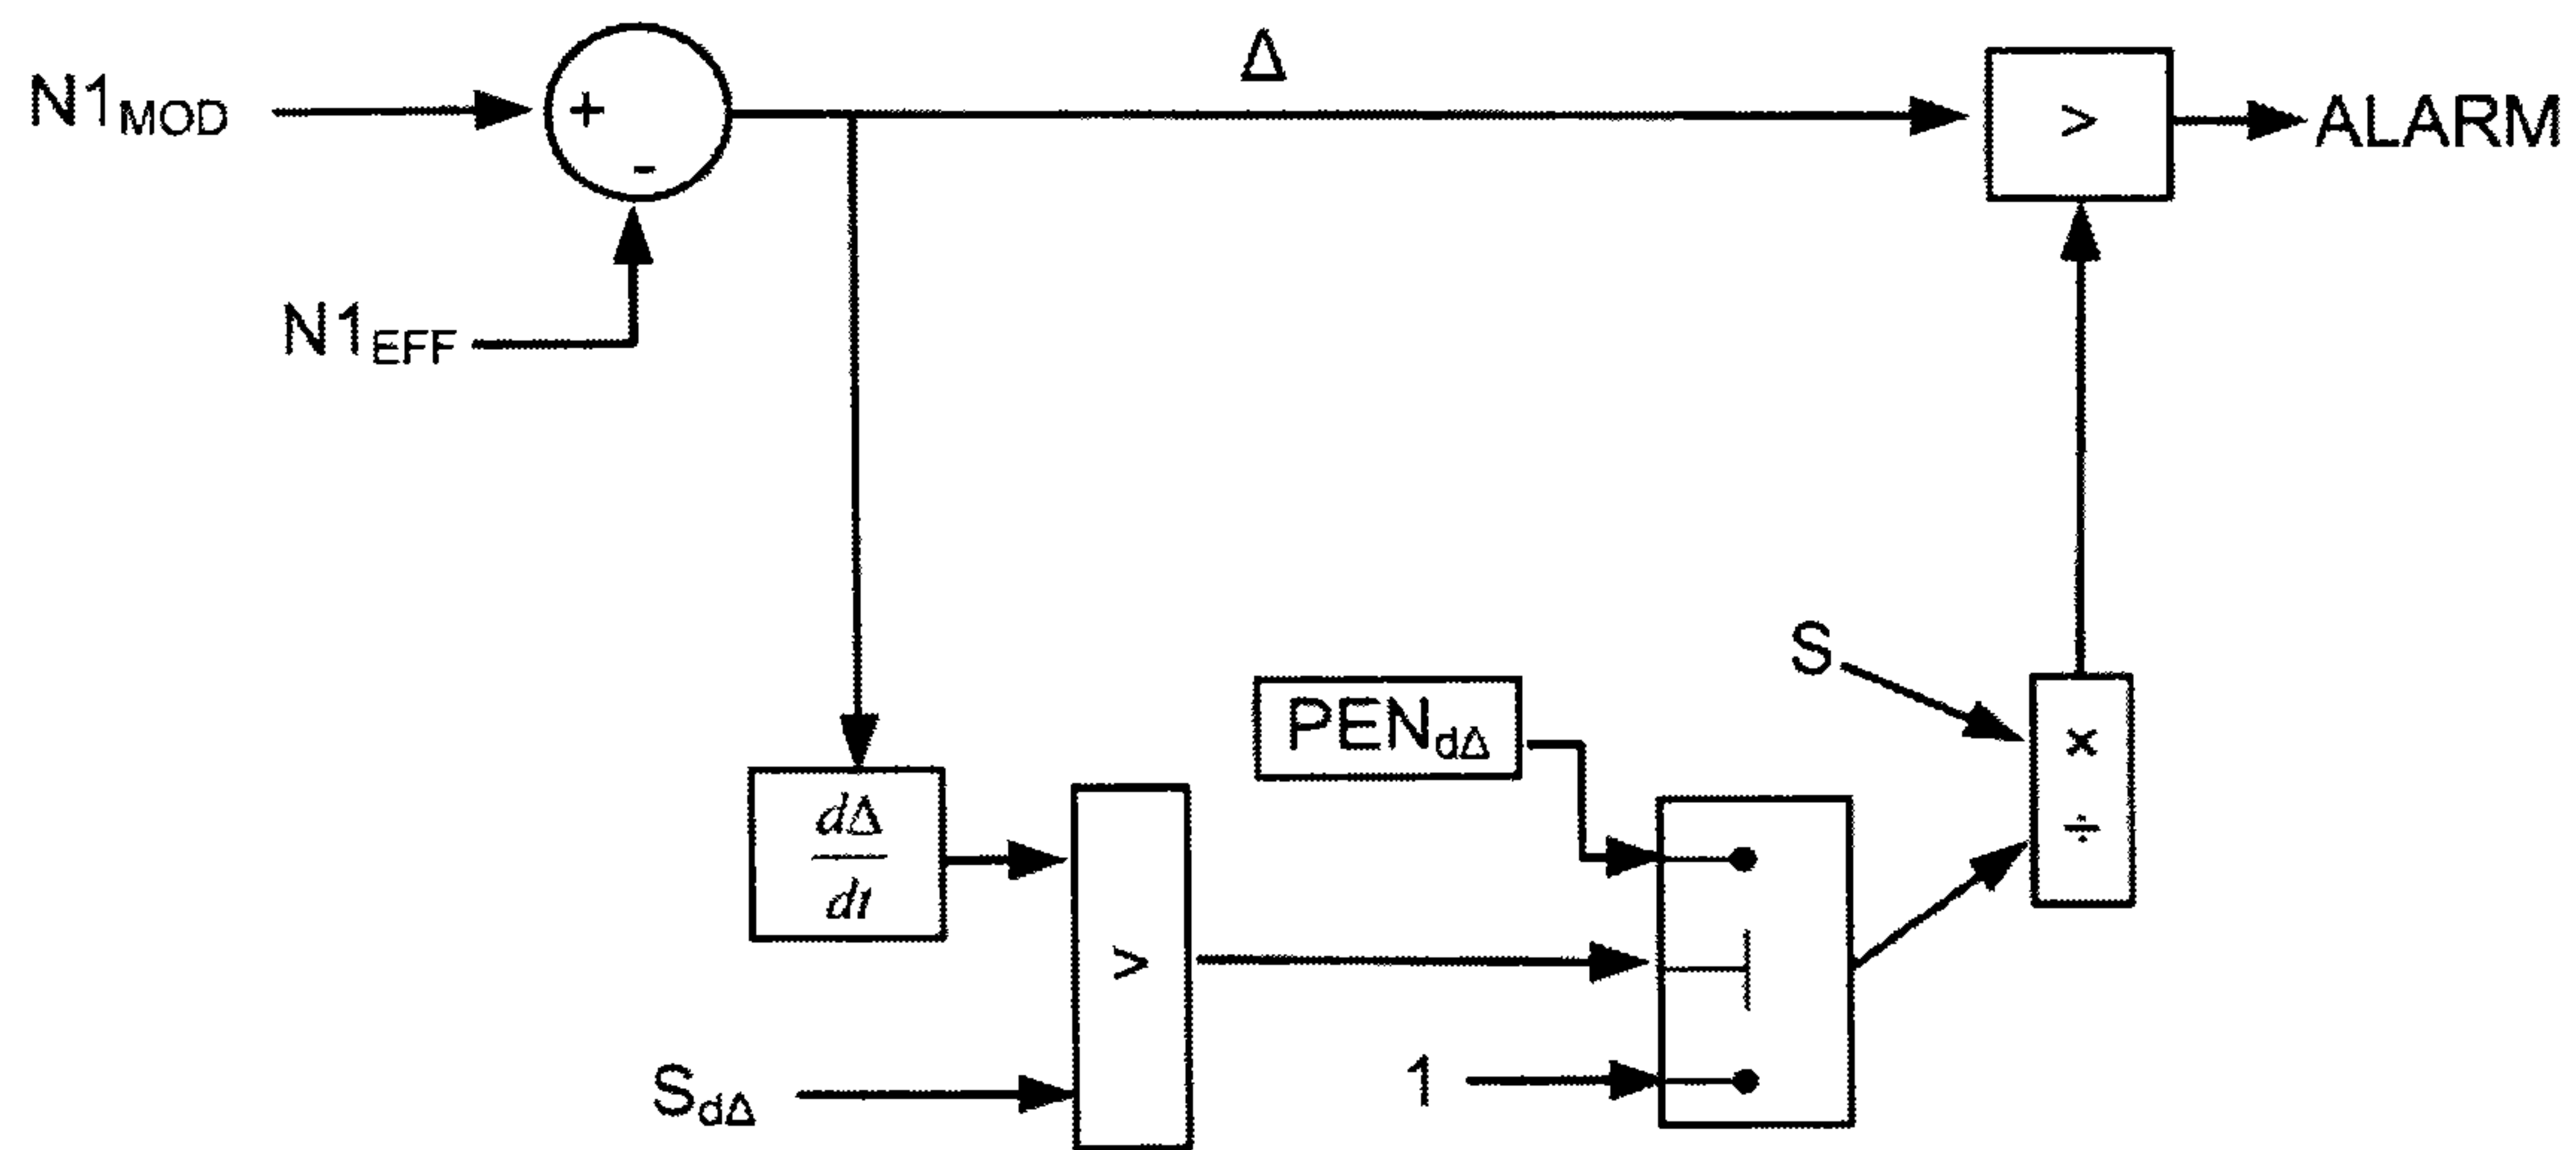 Δ
N1MOD
+
-
>
ALARM
N1EFF
S
PENdΔ
×
÷
dΔ
dt
>
SdΔ
1